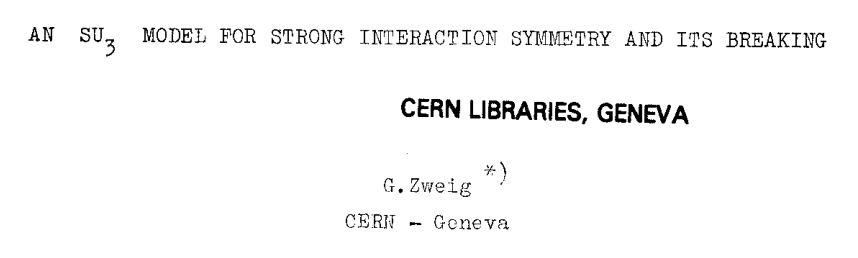 AN SU3 MODEL FOR STRONG INTERACTION SYMMETRY AND ITS BREAKING
CERN LIBRARIES, GENEVA
G.Zweig *)
CERN - Geneva